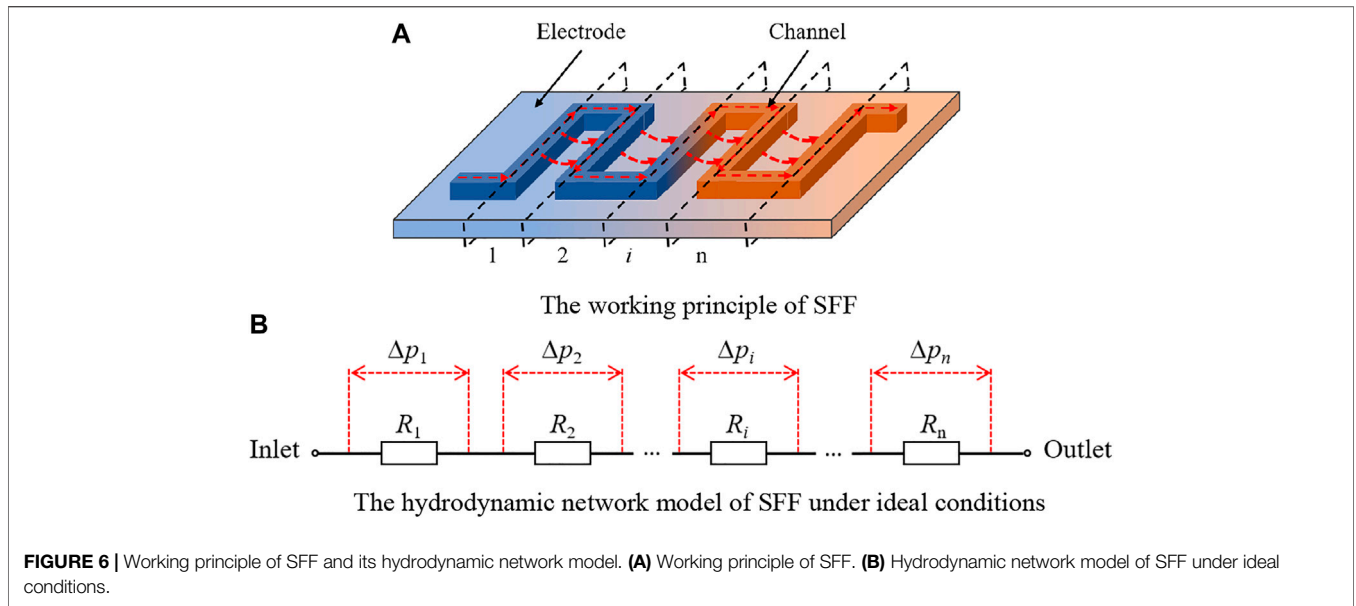 A
Electrode
Channel
1 2 i n
The working principle of SFF
B
Δp1 Δp2 Δpi Δpn
R1 R2 Ri Rn
Inlet ... ... Outlet
The hydrodynamic network model of SFF under ideal conditions
FIGURE 6 | Working principle of SFF and its hydrodynamic network model. (A) Working principle of SFF. (B) Hydrodynamic network model of SFF under ideal
conditions.